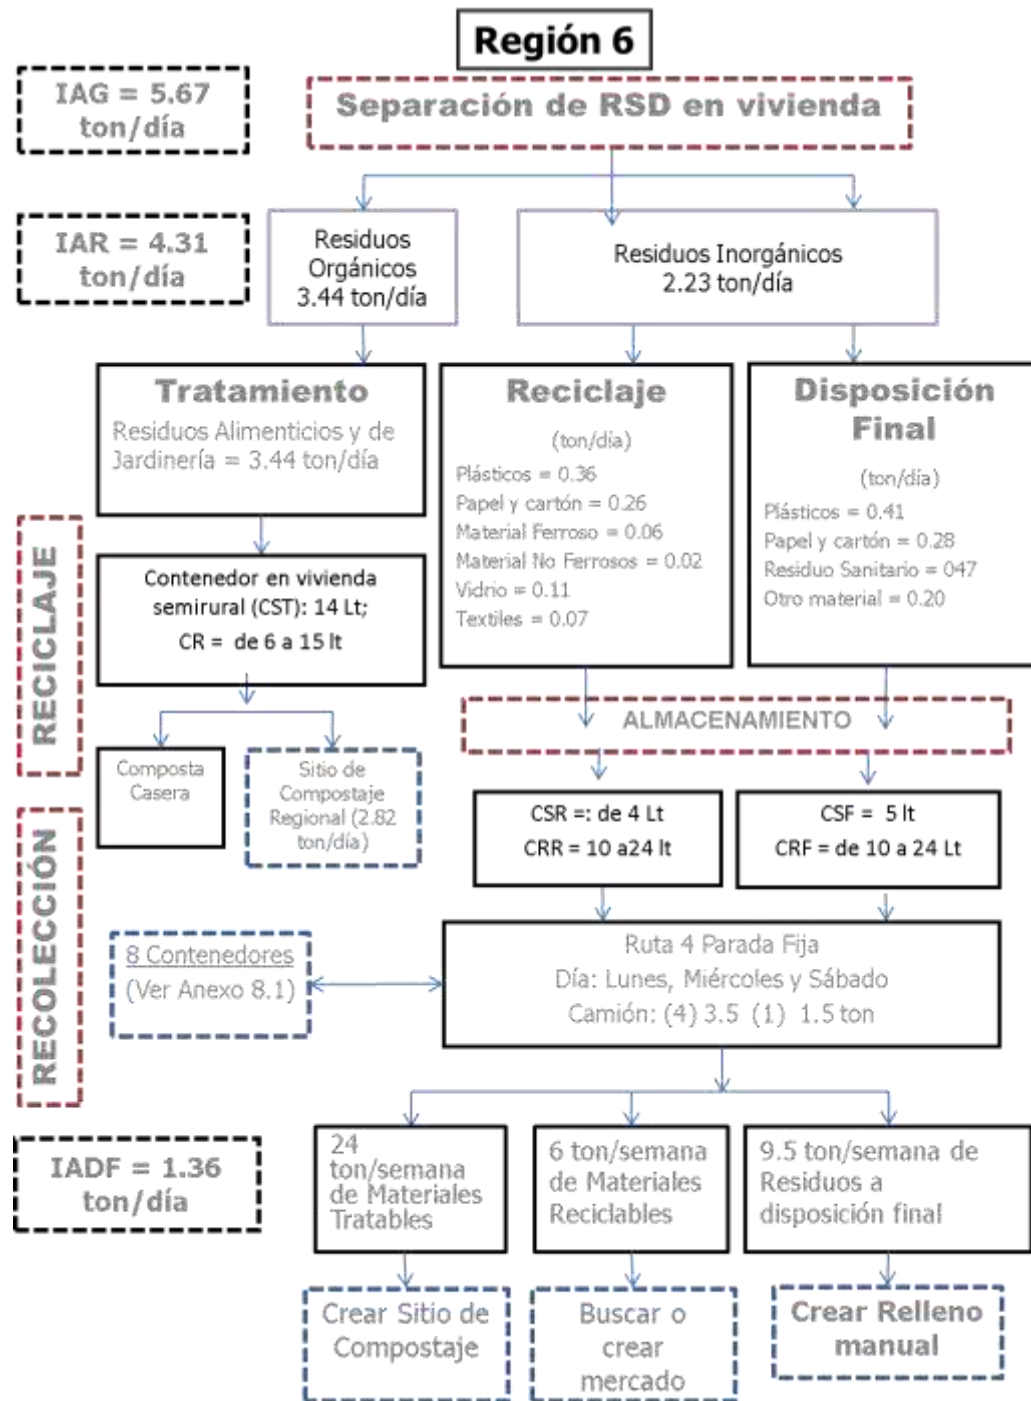 Región 6
IAG = 5.67
ton/día
Separación de RSD en vivienda
IAR = 4.31
ton/día
Residuos
Orgánicos
3.44 ton/día
Residuos Inorgánicos
2.23 ton/día
Tratamiento
Residuos Alimenticios y de
Jardinería = 3.44 ton/día
Reciclaje
(ton/día)
Plásticos = 0.36
Papel y cartón = 0.26
Material Ferroso = 0.06
Material No Ferrosos = 0.02
Vidrio = 0.11
Textiles = 0.07
Disposición
Final
(ton/día)
Plásticos = 0.41
Papel y cartón = 0.28
Residuo Sanitario = 047
Otro material = 0.20
RECICLAJE
Contenedor en vivienda
semirural (CST): 14 Lt;
CR = de 6 a 15 lt
ALMACENAMIENTO
Composta
Casera
Sitio de
Compostaje
Regional (2.82
ton/día)
CSR =: de 4 Lt
CRR = 10 a24 lt
CSF = 5 lt
CRF = de 10 a 24 Lt
RECOLECCIÓN
8 Contenedores
(Ver Anexo 8.1)
Ruta 4 Parada Fija
Día: Lunes, Miércoles y Sábado
Camión: (4) 3.5 (1) 1.5 ton
IADF = 1.36
ton/día
24
ton/semana
de Materiales
Tratables
6 ton/semana
de Materiales
Reciclables
9.5 ton/semana de
Residuos a
disposición final
Crear Sitio de
Compostaje
Buscar o
crear
mercado
Crear Relleno
manual